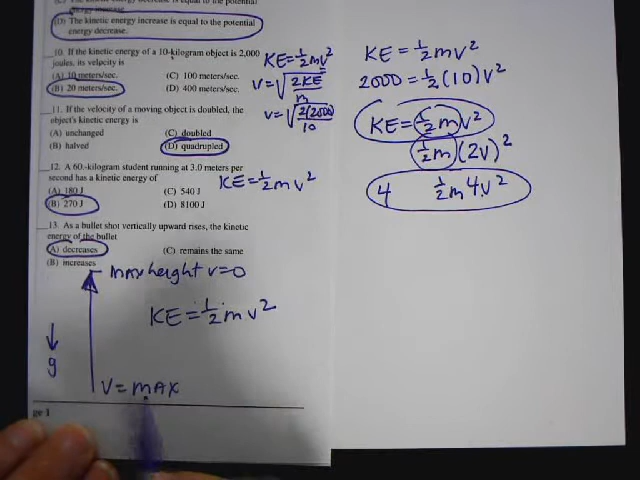 (D) The kinetic energy increase is equal to the potential
energy decrease.
10. If the kinetic energy of a 10-kilogram object is 2,000
joules, its velocity is
(A) 10 meters/sec. (C) 100 meters/sec.
(B) 20 meters/sec. (D) 400 meters/sec.
11. If the velocity of a moving object is doubled, the
object's kinetic energy is
(A) unchanged (C) doubled
(B) halved (D) quadrupled
12. A 60.-kilogram student running at 3.0 meters per
second has a kinetic energy of
(A) 180 J (C) 540 J
(B) 270 J (D) 8100 J
13. As a bullet shot vertically upward rises, the kinetic
energy of the bullet
(A) decreases (C) remains the same
(B) increases
max height v=0
KE=½mv²
g
V=MAX
ge 1
KE=½mv²
V=√2KE/m
V=√2(2000)/10
KE=½mv²
KE=½mv²
2000=½(10)v²
KE=½mv²
½m(2v)²
4 ½m4v²